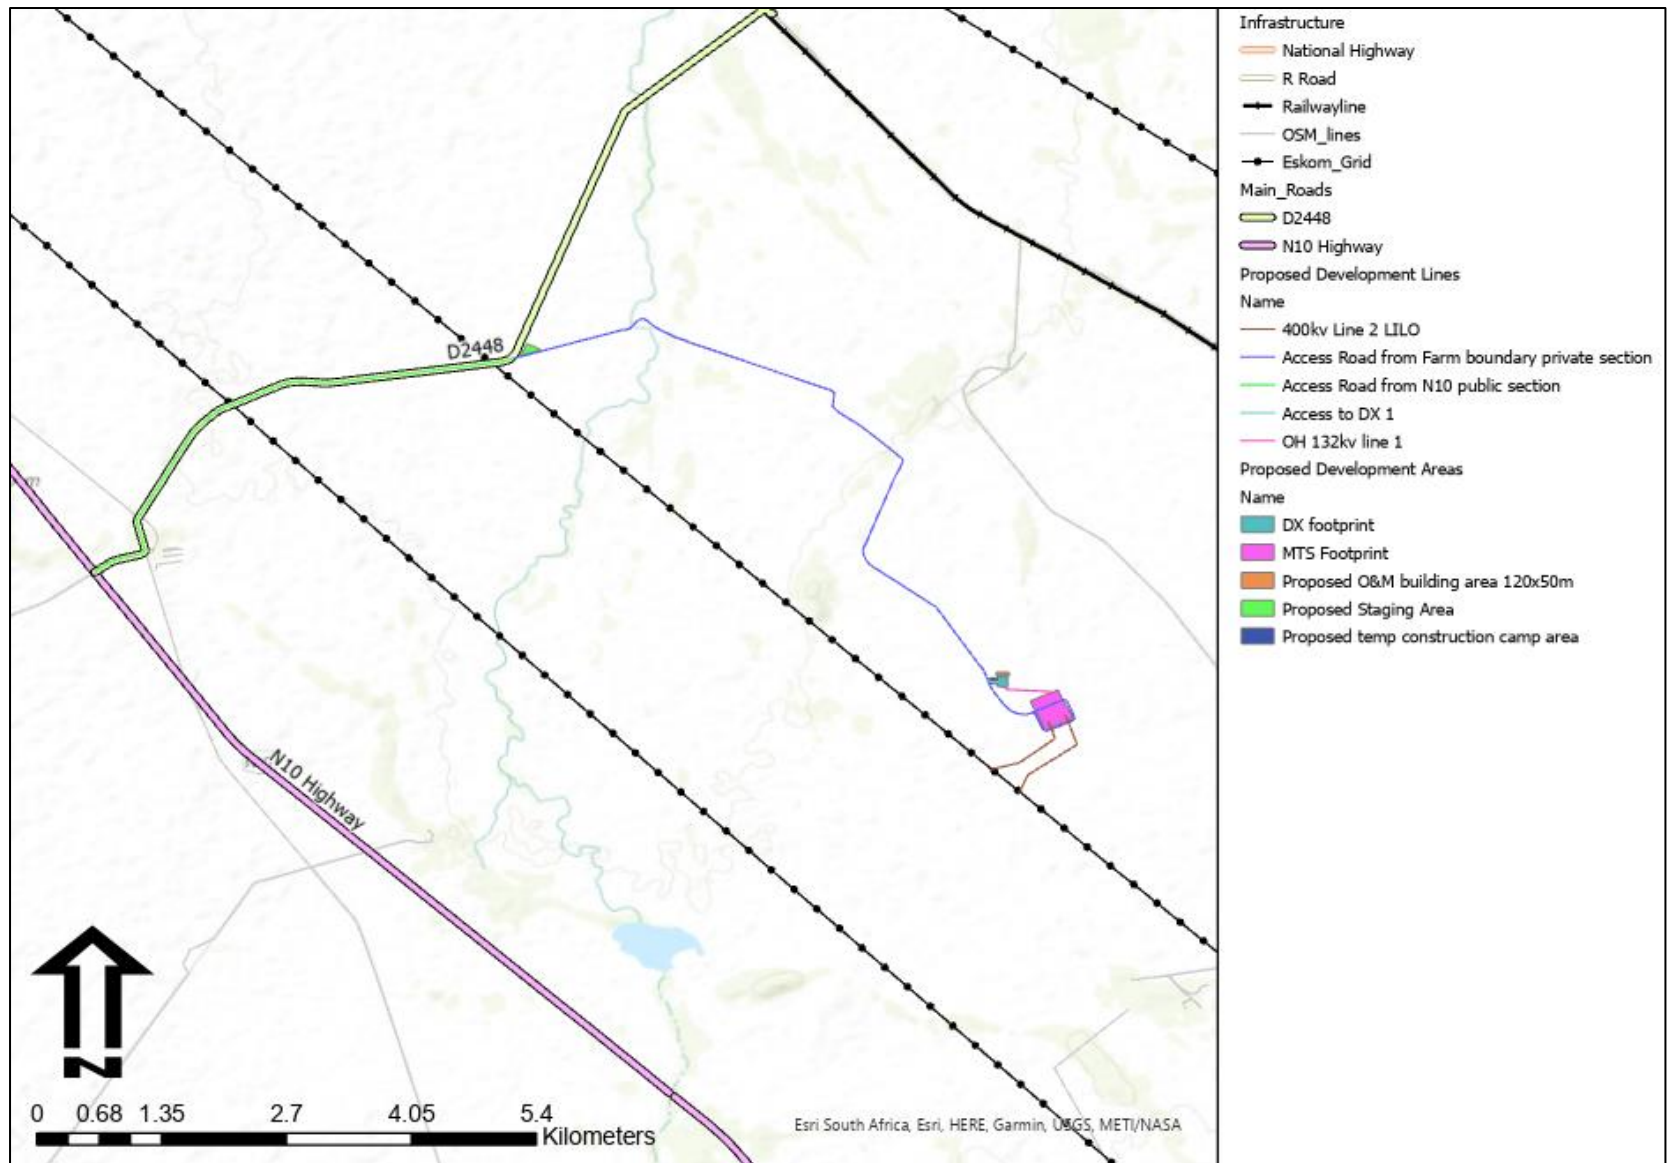 Infrastructure
National Highway
R Road
Railwayline
OSM_lines
Eskom_Grid
Main_Roads
D2448
N10 Highway
Proposed Development Lines
Name
400kv Line 2 LILO
Access Road from Farm boundary private section
Access Road from N10 public section
Access to DX 1
OH 132kv line 1
Proposed Development Areas
Name
DX footprint
MTS Footprint
Proposed O&M building area 120x50m
Proposed Staging Area
Proposed temp construction camp area
D2448
N10 Highway
N
0 0.68 1.35 2.7 4.05 5.4
Kilometers
Esri South Africa, Esri, HERE, Garmin, USGS, METI/NASA